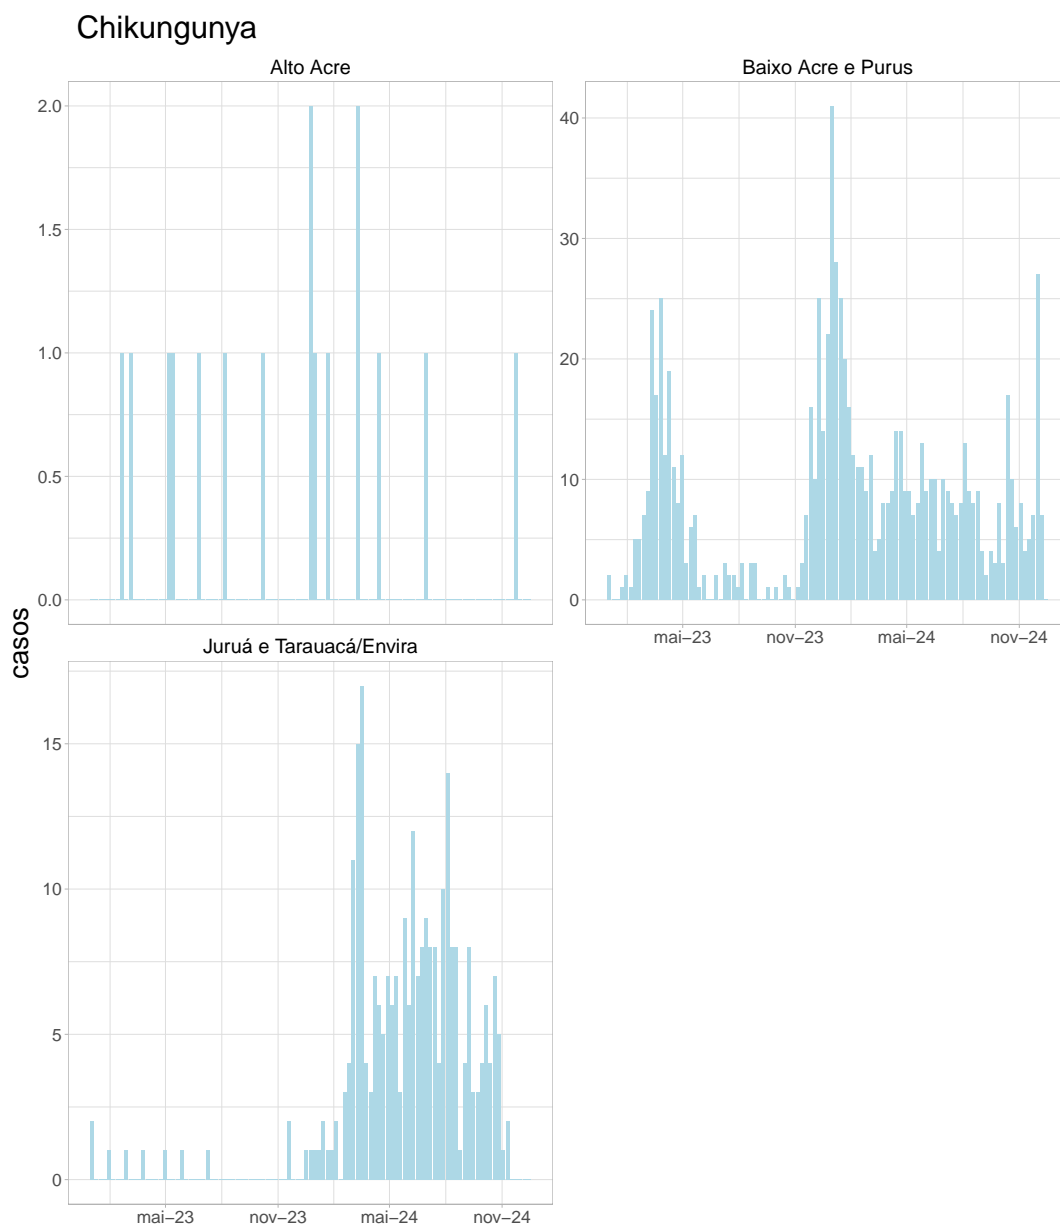 Chikungunya
Alto Acre
2.0
1.5
1.0
0.5
0.0
Baixo Acre e Purus
40
30
20
10
0
mai–23 nov–23 mai–24 nov–24
casos
Juruá e Tarauacá/Envira
15
10
5
0
mai–23 nov–23 mai–24 nov–24